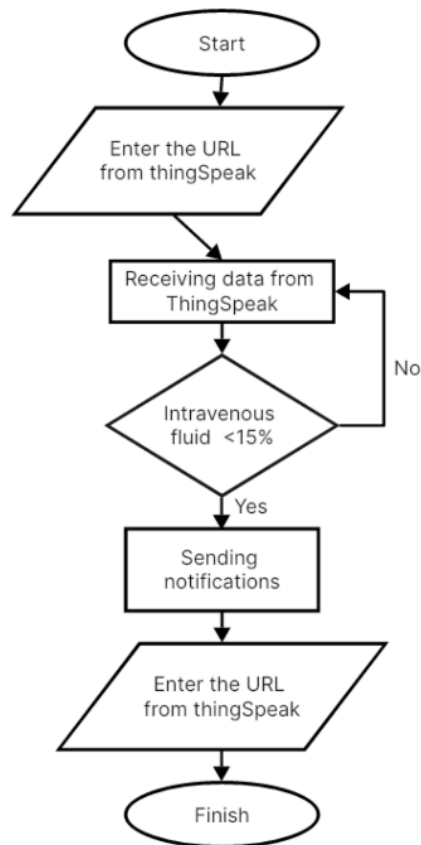 Start
Enter the URL
from thingSpeak
Receiving data from
ThingSpeak
No
Intravenous
fluid <15%
Yes
Sending
notifications
Enter the URL
from thingSpeak
Finish